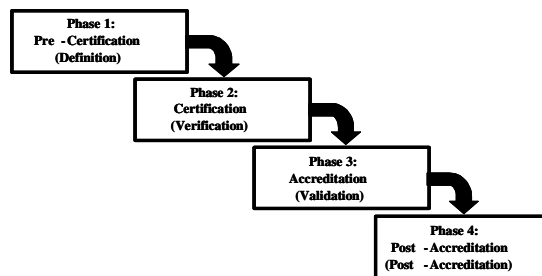 Phase 1:
Pre - Certification
(Definition)
Phase 2:
Certification
(Verification)
Phase 3:
Accreditation
(Validation)
Phase 4:
Post - Accreditation
(Post - Accreditation)